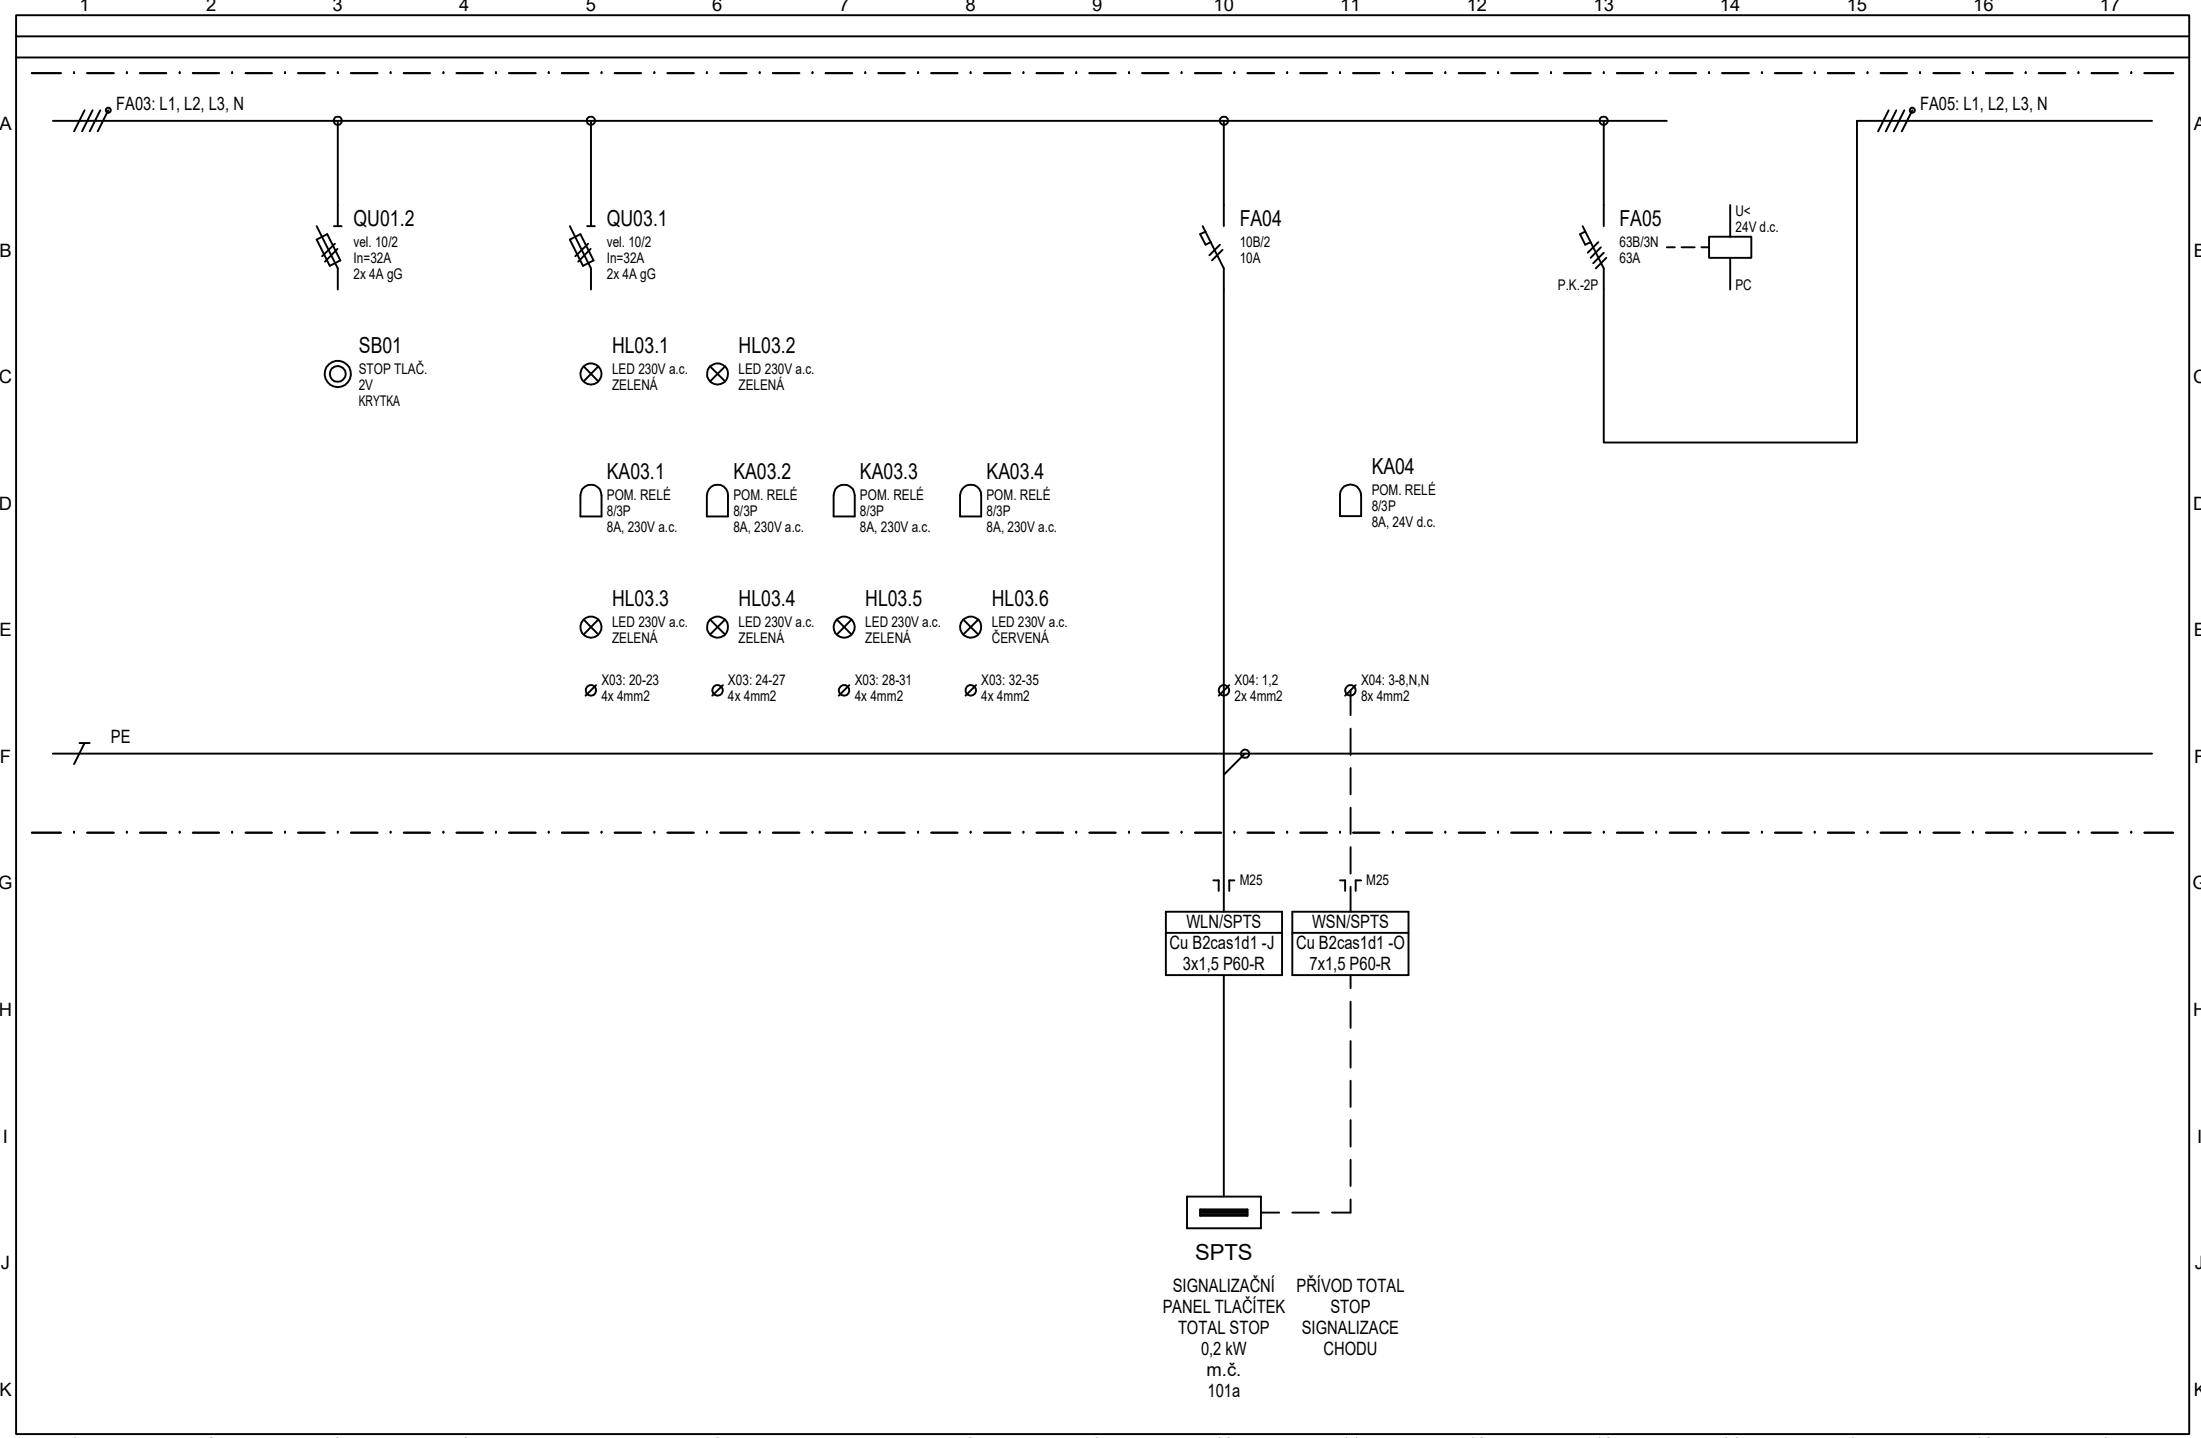 1 2 3 4 5 6 7 8 9 10 11 12 13 14 15 16 17
FA03: L1, L2, L3, N
FA05: L1, L2, L3, N
A
A
QU01.2
vel. 10/2
In=32A
2x 4A gG
QU03.1
vel. 10/2
In=32A
2x 4A gG
FA04
10B/2
10A
FA05
63B/3N
63A
P.K.-2P
U<
24V d.c.
PC
B
SB01
STOP TLAČ.
2V
KRYTKA
HL03.1
LED 230V a.c.
ZELENÁ
HL03.2
LED 230V a.c.
ZELENÁ
C
KA03.1
POM. RELÉ
8/3P
8A, 230V a.c.
KA03.2
POM. RELÉ
8/3P
8A, 230V a.c.
KA03.3
POM. RELÉ
8/3P
8A, 230V a.c.
KA03.4
POM. RELÉ
8/3P
8A, 230V a.c.
KA04
POM. RELÉ
8/3P
8A, 24V d.c.
D
HL03.3
LED 230V a.c.
ZELENÁ
HL03.4
LED 230V a.c.
ZELENÁ
HL03.5
LED 230V a.c.
ZELENÁ
HL03.6
LED 230V a.c.
ČERVENÁ
E
X03: 20-23
4x 4mm2
X03: 24-27
4x 4mm2
X03: 28-31
4x 4mm2
X03: 32-35
4x 4mm2
X04: 1,2
2x 4mm2
X04: 3-8,N,N
8x 4mm2
PE
F
G
M25
M25
WLN/SPTS
Cu B2cas1d1 -J
3x1,5 P60-R
WSN/SPTS
Cu B2cas1d1 -O
7x1,5 P60-R
H
I
J
SPTS
SIGNALIZAČNÍ
PANEL TLAČÍTEK
TOTAL STOP
0,2 kW
m.č.
101a
PŘÍVOD TOTAL
STOP
SIGNALIZACE
CHODU
K